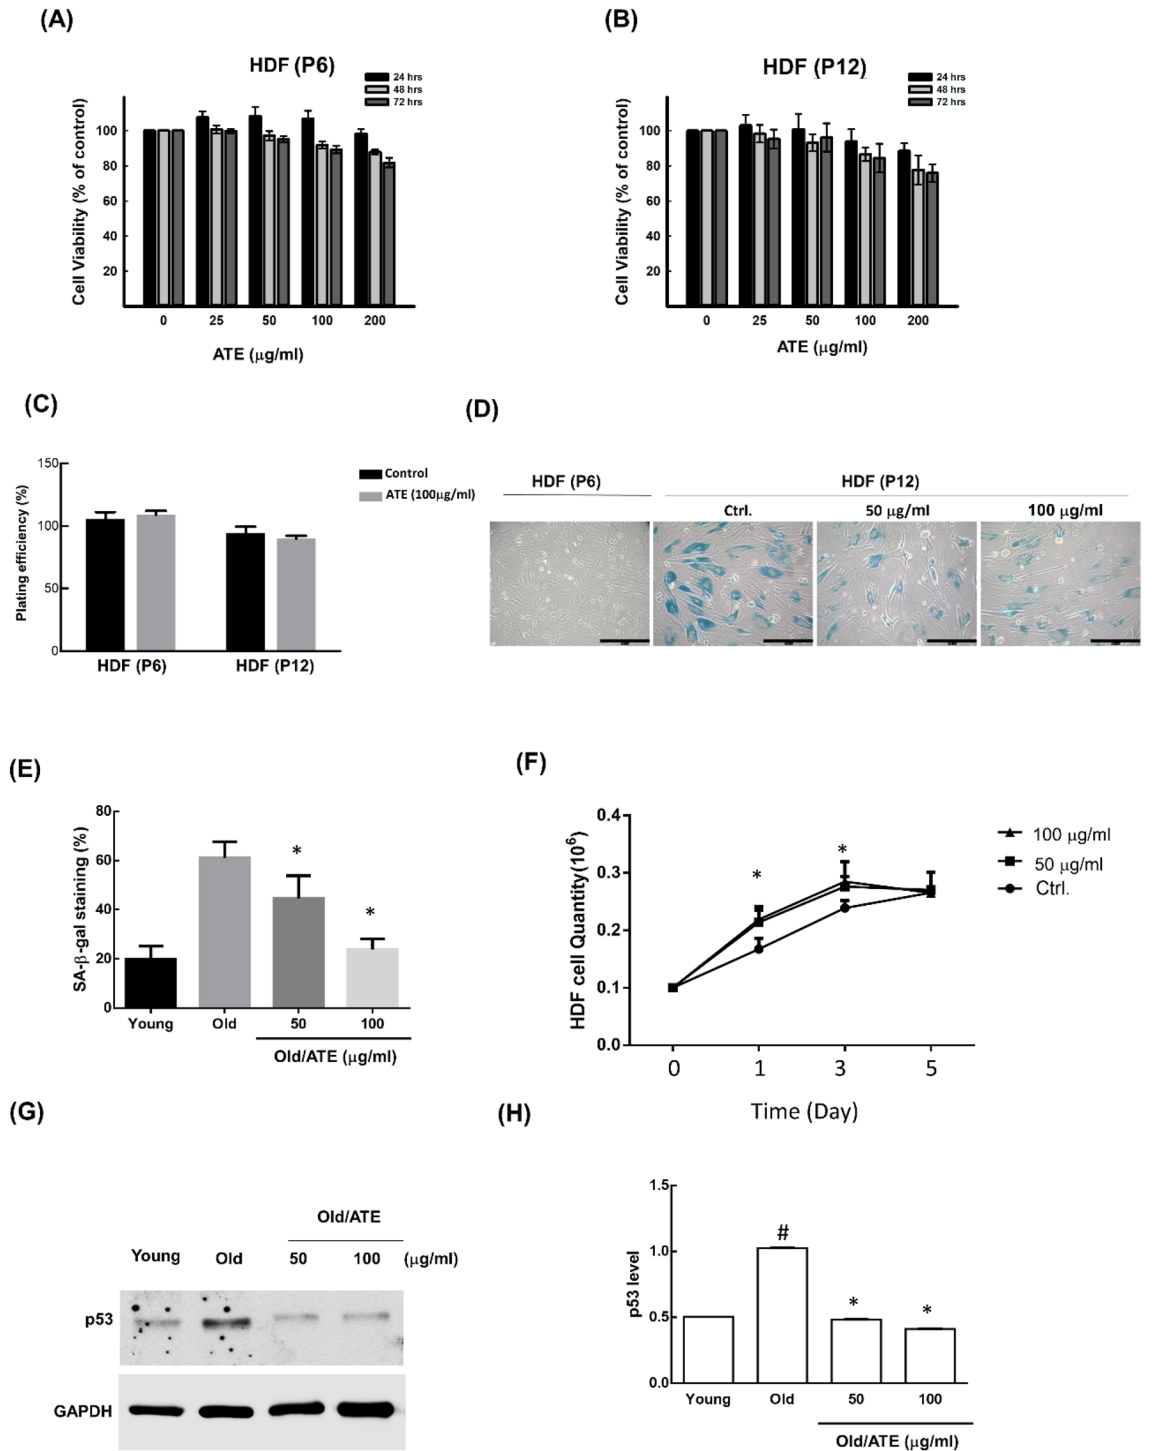 (A)
HDF (P6)
24 hrs
48 hrs
72 hrs
Cell Viability (% of control)
100
80
60
40
20
0 25 50 100 200
ATE (μg/ml)
(B)
HDF (P12)
24 hrs
48 hrs
72 hrs
Cell Viability (% of control)
100
80
60
40
20
0 25 50 100 200
ATE (μg/ml)
(C)
Control
ATE (100μg/ml)
Plating efficiency (%)
150
100
50
0
HDF (P6) HDF (P12)
(D)
HDF (P6) HDF (P12)
Ctrl. 50 μg/ml 100 μg/ml
(E)
SA-β-gal staining (%)
80
60
40
20
0
* *
Young Old 50 100
Old/ATE (μg/ml)
(F)
HDF cell Quantity(10⁶)
0.4
0.3
0.2
0.1
0.0
* *
100 μg/ml
50 μg/ml
Ctrl.
0 1 3 5
Time (Day)
(G)
Old/ATE
Young Old 50 100 (μg/ml)
p53
GAPDH
(H)
p53 level
1.5
1.0
0.5
0.0
# * *
Young Old 50 100
Old/ATE (μg/ml)